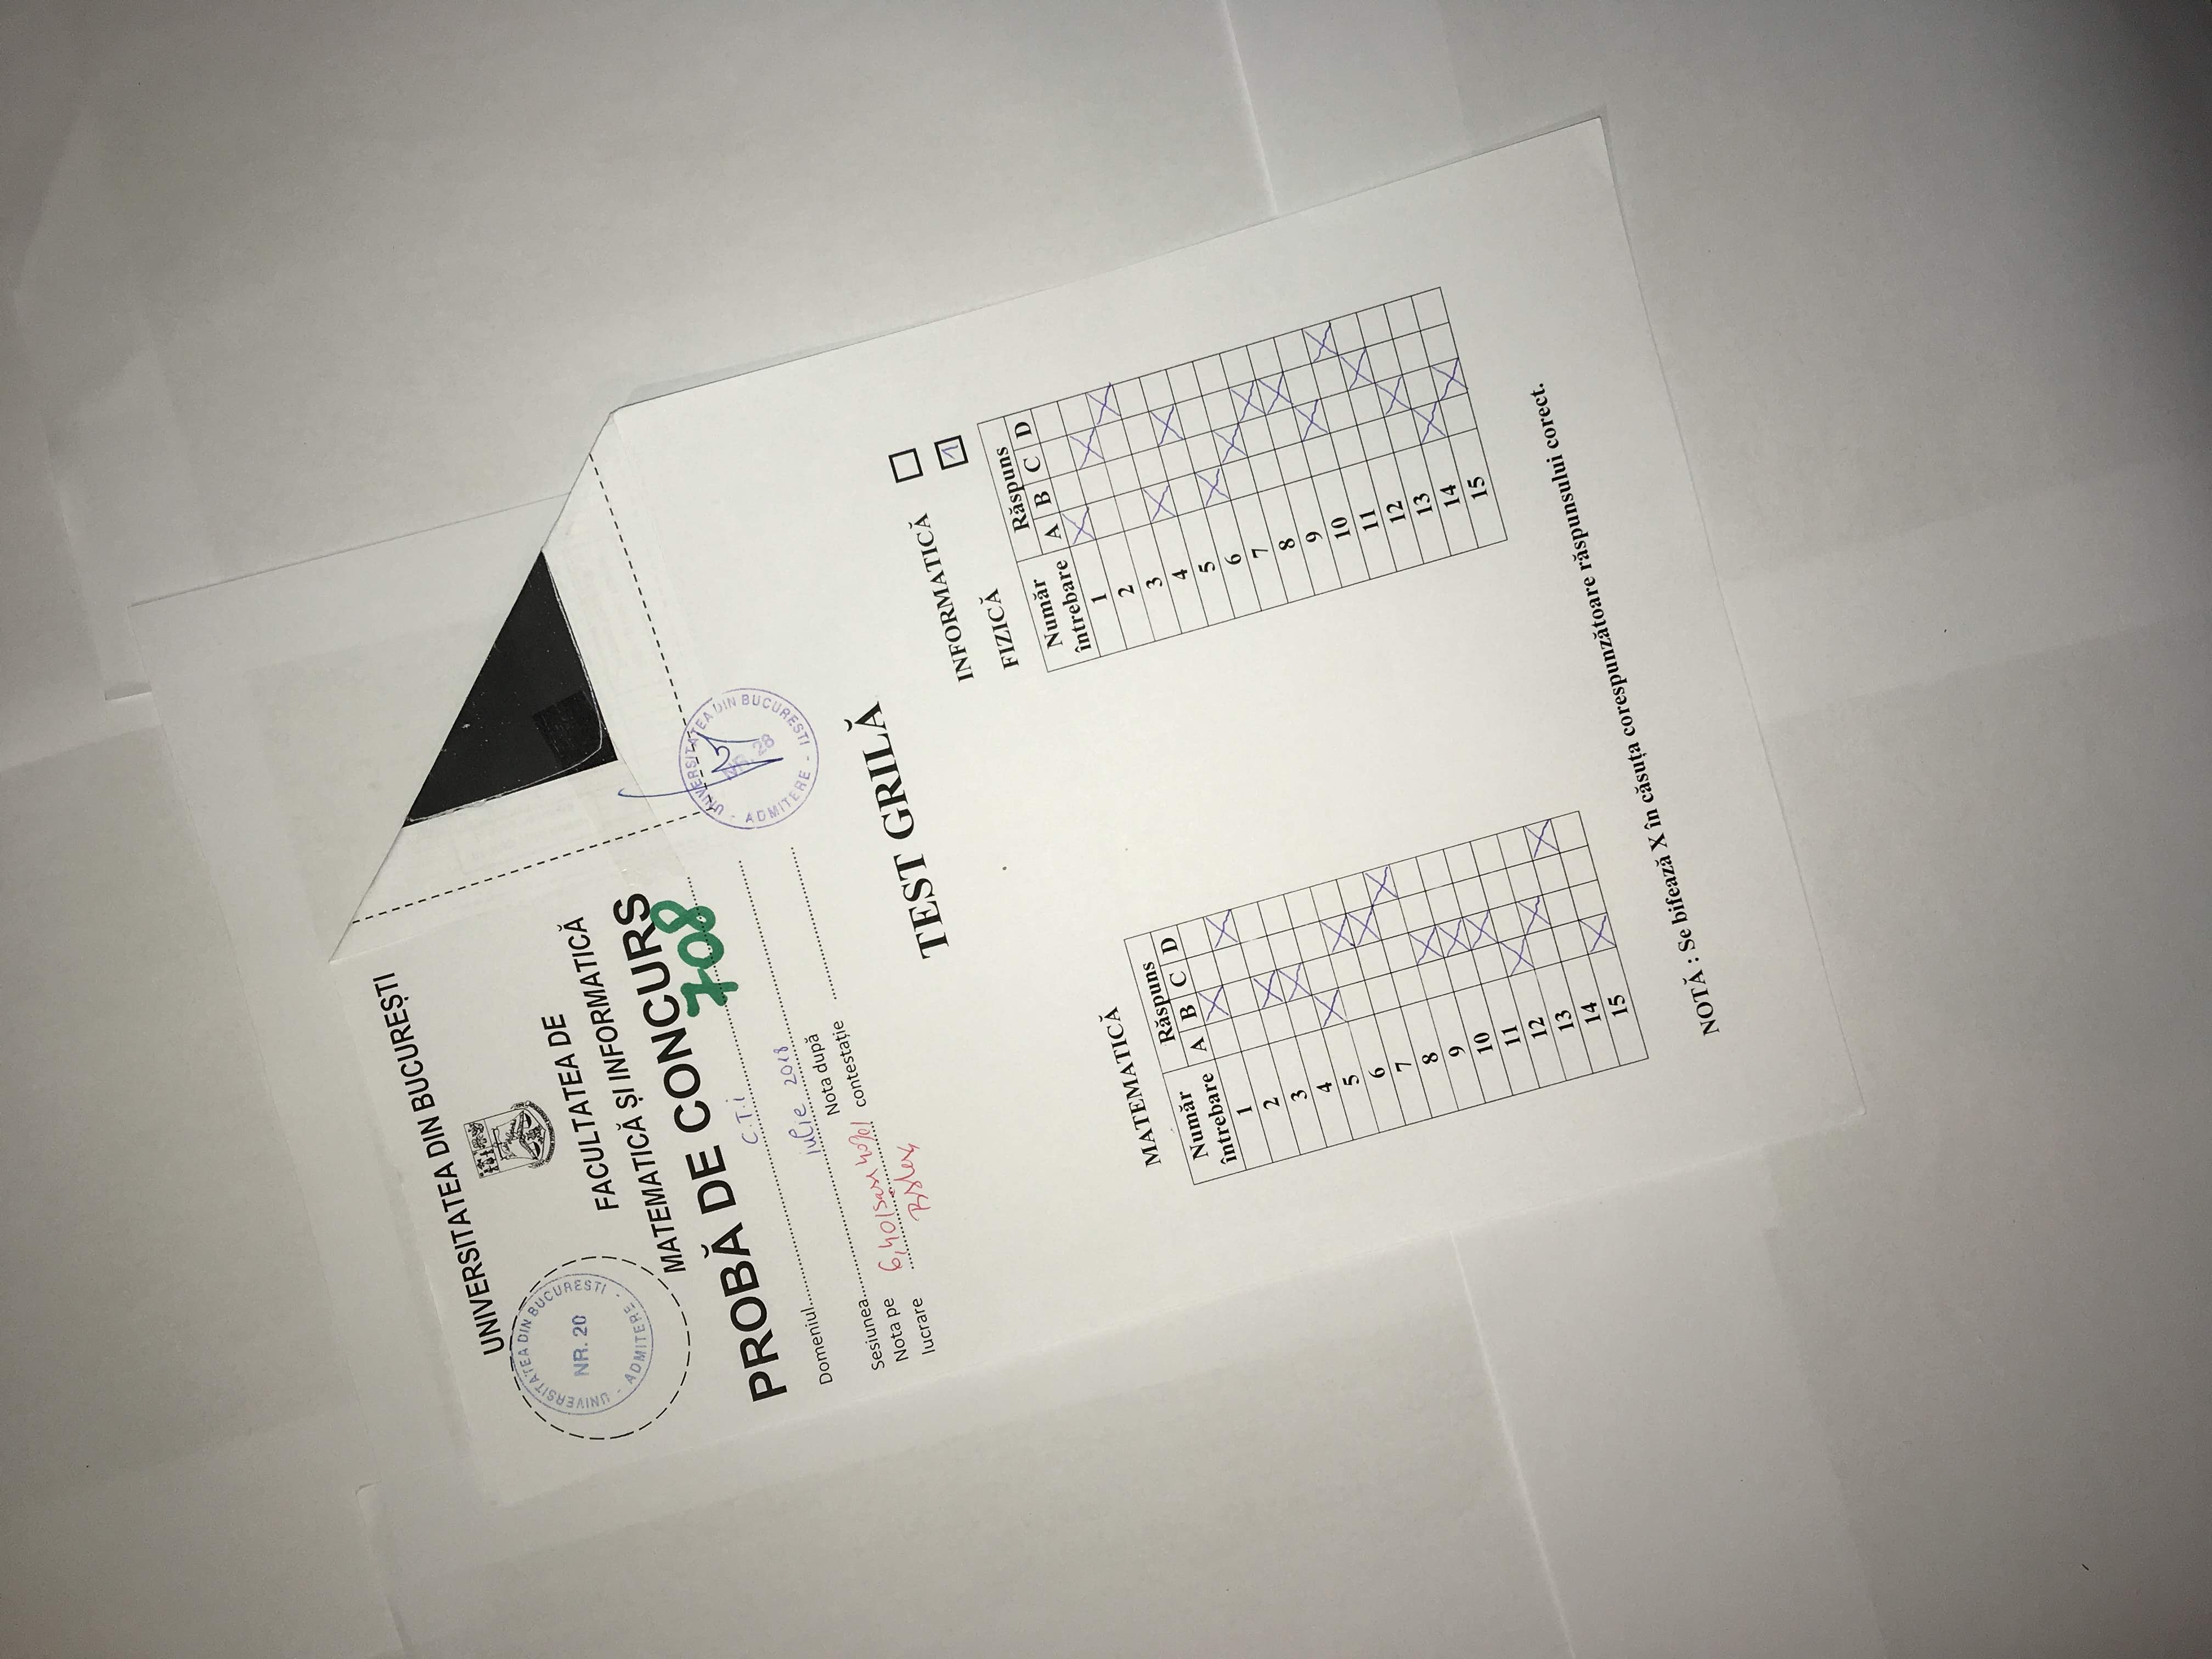 UNIVERSITATEA DIN BUCUREȘTI
UNIVERSITATEA DIN BUCUREȘTI - ADMITERE -
NR. 20
FACULTATEA DE
MATEMATICĂ ȘI INFORMATICĂ
PROBĂ DE CONCURS
708
Domeniul C.T.i
Sesiunea iulie 2018
Nota pe lucrare 6,40 (șase 40%)
Nota după contestație
UNIVERSITATEA DIN BUCURESTI - ADMITERE -
NR. 28
TEST GRILĂ
INFORMATICĂ
FIZICĂ 1
Număr întrebare Răspuns
A B C D
1 X
2 X
3 X
4 X
5 X
6 X
7 X
8 X
9 X
10 X
11 X
12 X
13 X
14 X
15 X
MATEMATICĂ
Număr întrebare Răspuns
A B C D
1 X
2 X
3 X
4 X
5 X
6 X
7 X
8 X
9 X
10 X
11 X
12 X
13 X
14 X
15 X
NOTĂ : Se bifează X în căsuța corespunzătoare răspunsului corect.